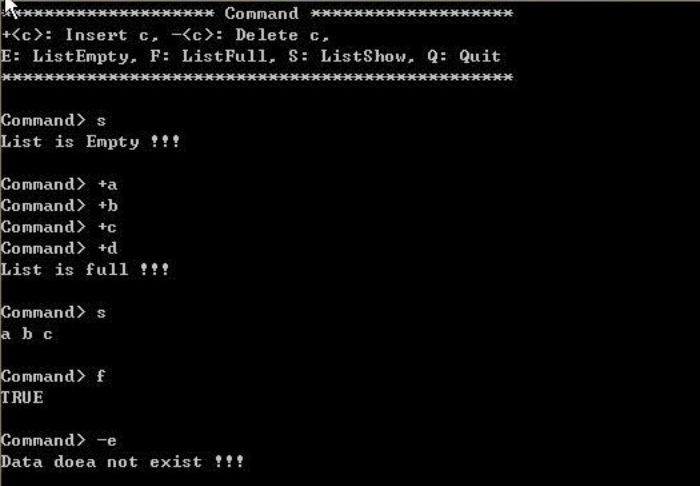 ******************** Command *******************
+<c>: Insert c, -<c>: Delete c,
E: ListEmpty, F: ListFull, S: ListShow, Q: Quit
************************************************
Command> s
List is Empty !!!
Command> +a
Command> +b
Command> +c
Command> +d
List is full !!!
Command> s
a b c
Command> f
TRUE
Command> -e
Data doea not exist !!!